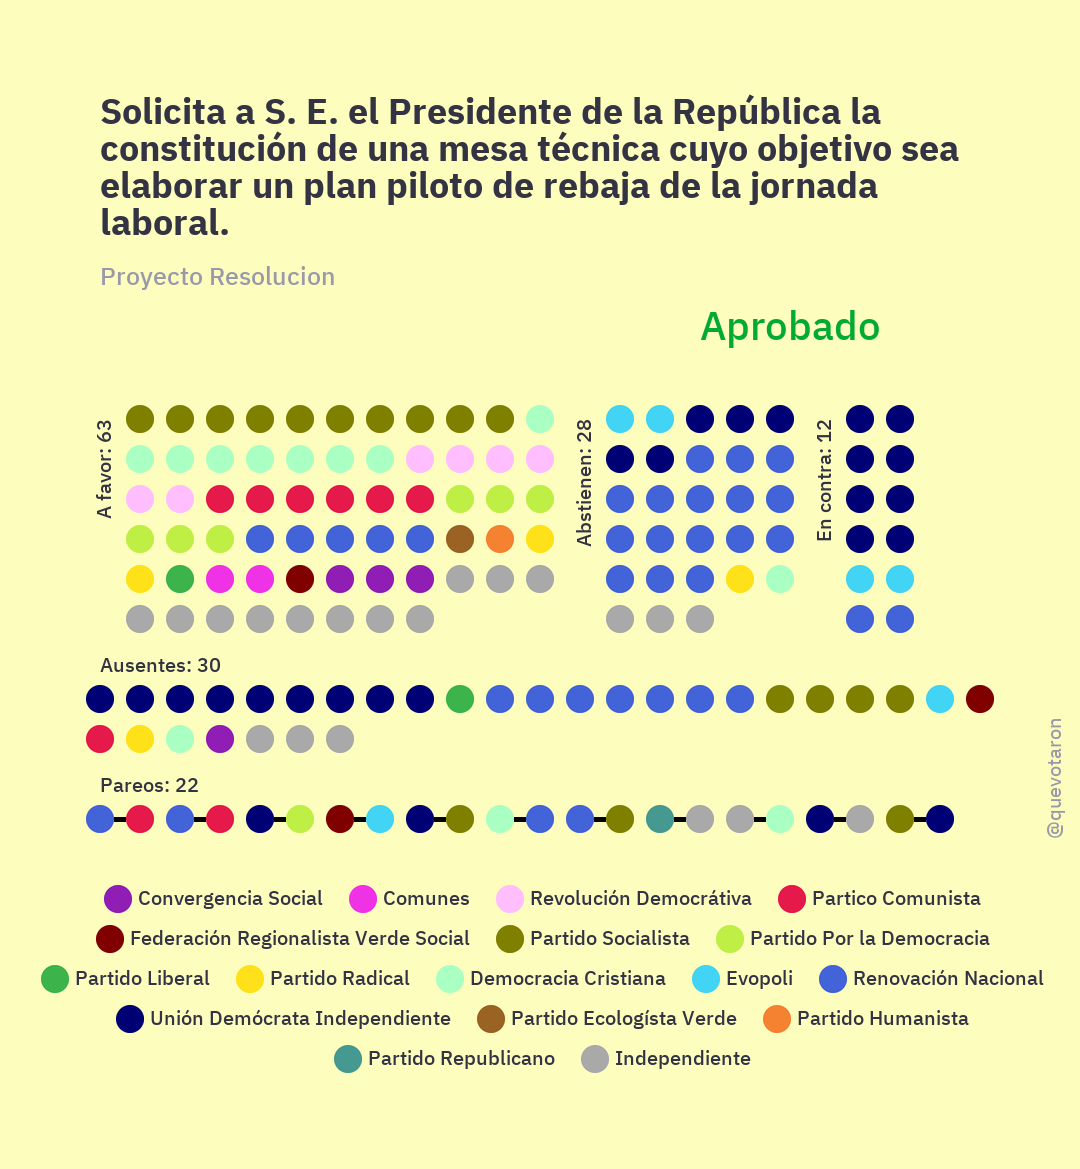 Solicita a S. E. el Presidente de la República la
constitución de una mesa técnica cuyo objetivo sea
elaborar un plan piloto de rebaja de la jornada
laboral.
Proyecto Resolucion
Aprobado
A favor: 63
Abstienen: 28
En contra: 12
Ausentes: 30
Pareos: 22
@quevotaron
Convergencia Social Comunes Revolución Democrátiva Partico Comunista
Federación Regionalista Verde Social Partido Socialista Partido Por la Democracia
Partido Liberal Partido Radical Democracia Cristiana Evopoli Renovación Nacional
Unión Demócrata Independiente Partido Ecologísta Verde Partido Humanista
Partido Republicano Independiente